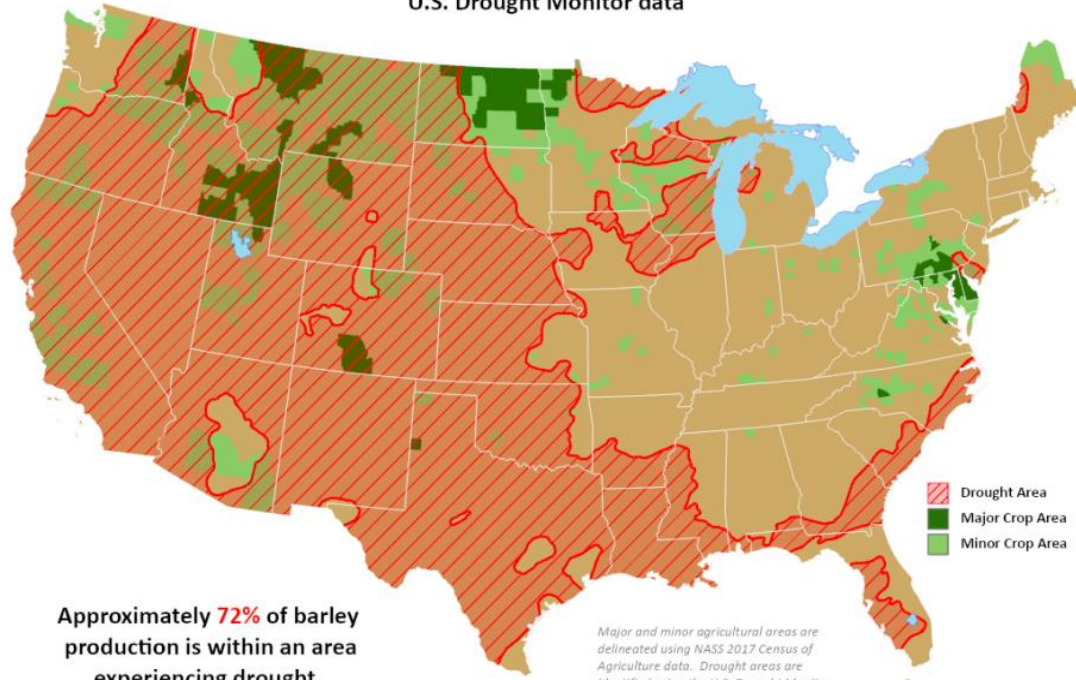 U.S. Drought Monitor data
Drought Area
Major Crop Area
Minor Crop Area
Approximately 72% of barley
production is within an area
experiencing drought
Major and minor agricultural areas are
delineated using NASS 2017 Census of
Agriculture data. Drought areas are